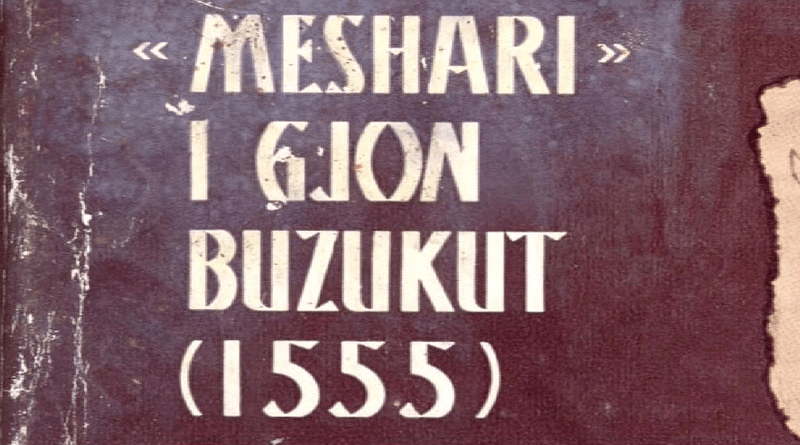 « MESHARI »
I GJON
BUZUKUT
(1555)